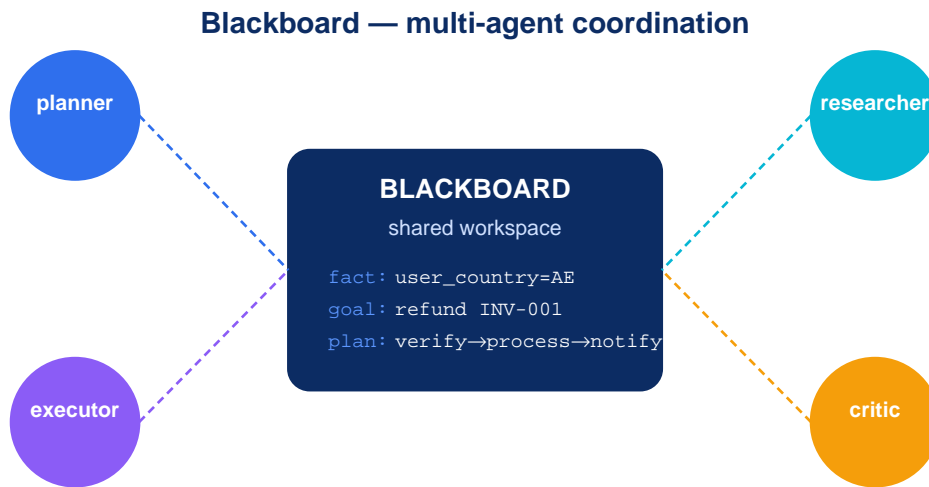 Blackboard — multi-agent coordination
planner
researcher
BLACKBOARD
shared workspace
fact: user_country=AE
goal: refund INV-001
plan: verify→process→notify
executor
critic